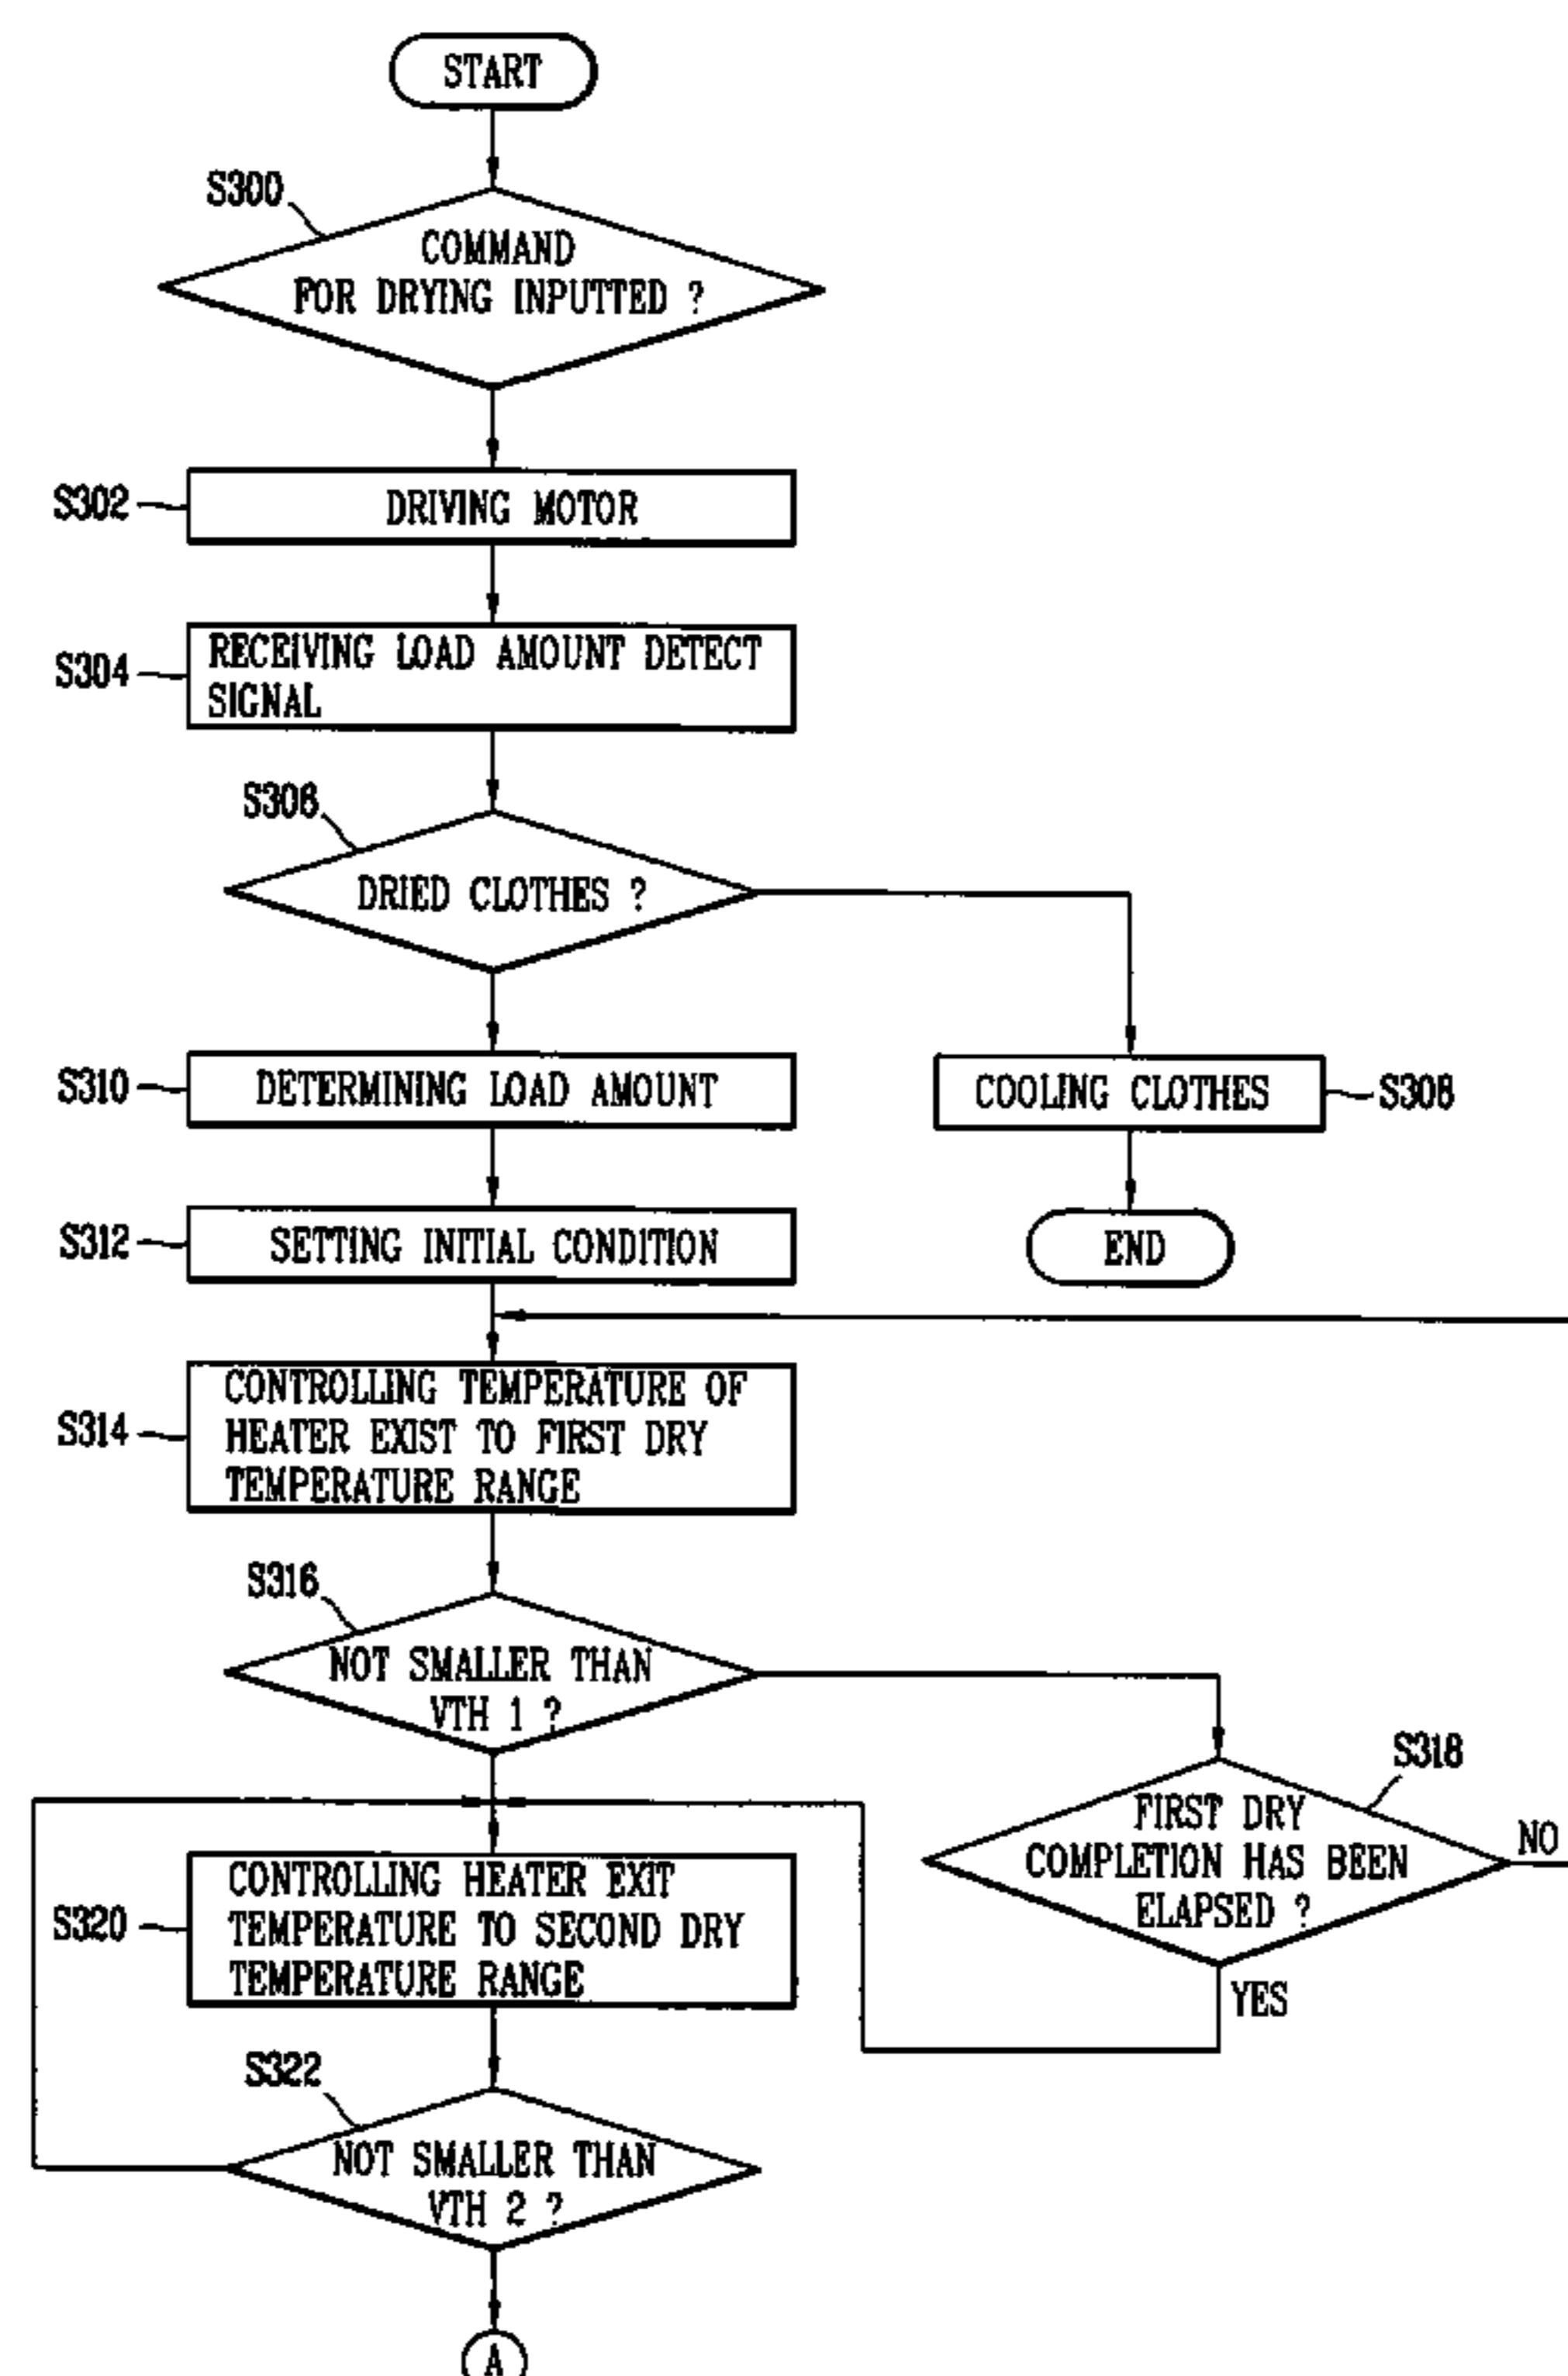 START
S300
COMMAND
FOR DRYING INPUTTED ?
S302
DRIVING MOTOR
S304
RECEIVING LOAD AMOUNT DETECT
SIGNAL
S306
DRIED CLOTHES ?
S310
DETERMINING LOAD AMOUNT
COOLING CLOTHES
S308
S312
SETTING INITIAL CONDITION
END
S314
CONTROLLING TEMPERATURE OF
HEATER EXIST TO FIRST DRY
TEMPERATURE RANGE
S316
NOT SMALLER THAN
VTH 1 ?
S318
FIRST DRY
COMPLETION HAS BEEN
ELAPSED ?
NO
YES
S320
CONTROLLING HEATER EXIT
TEMPERATURE TO SECOND DRY
TEMPERATURE RANGE
S322
NOT SMALLER THAN
VTH 2 ?
A